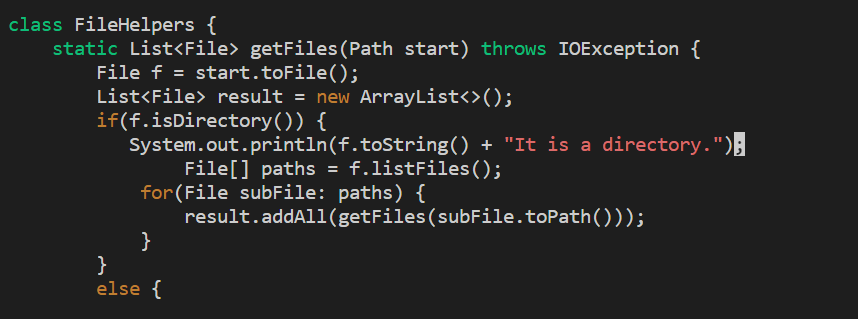 class FileHelpers {
    static List<File> getFiles(Path start) throws IOException {
        File f = start.toFile();
        List<File> result = new ArrayList<>();
        if(f.isDirectory()) {
           System.out.println(f.toString() + "It is a directory.");
                File[] paths = f.listFiles();
            for(File subFile: paths) {
                result.addAll(getFiles(subFile.toPath()));
            }
        }
        else {